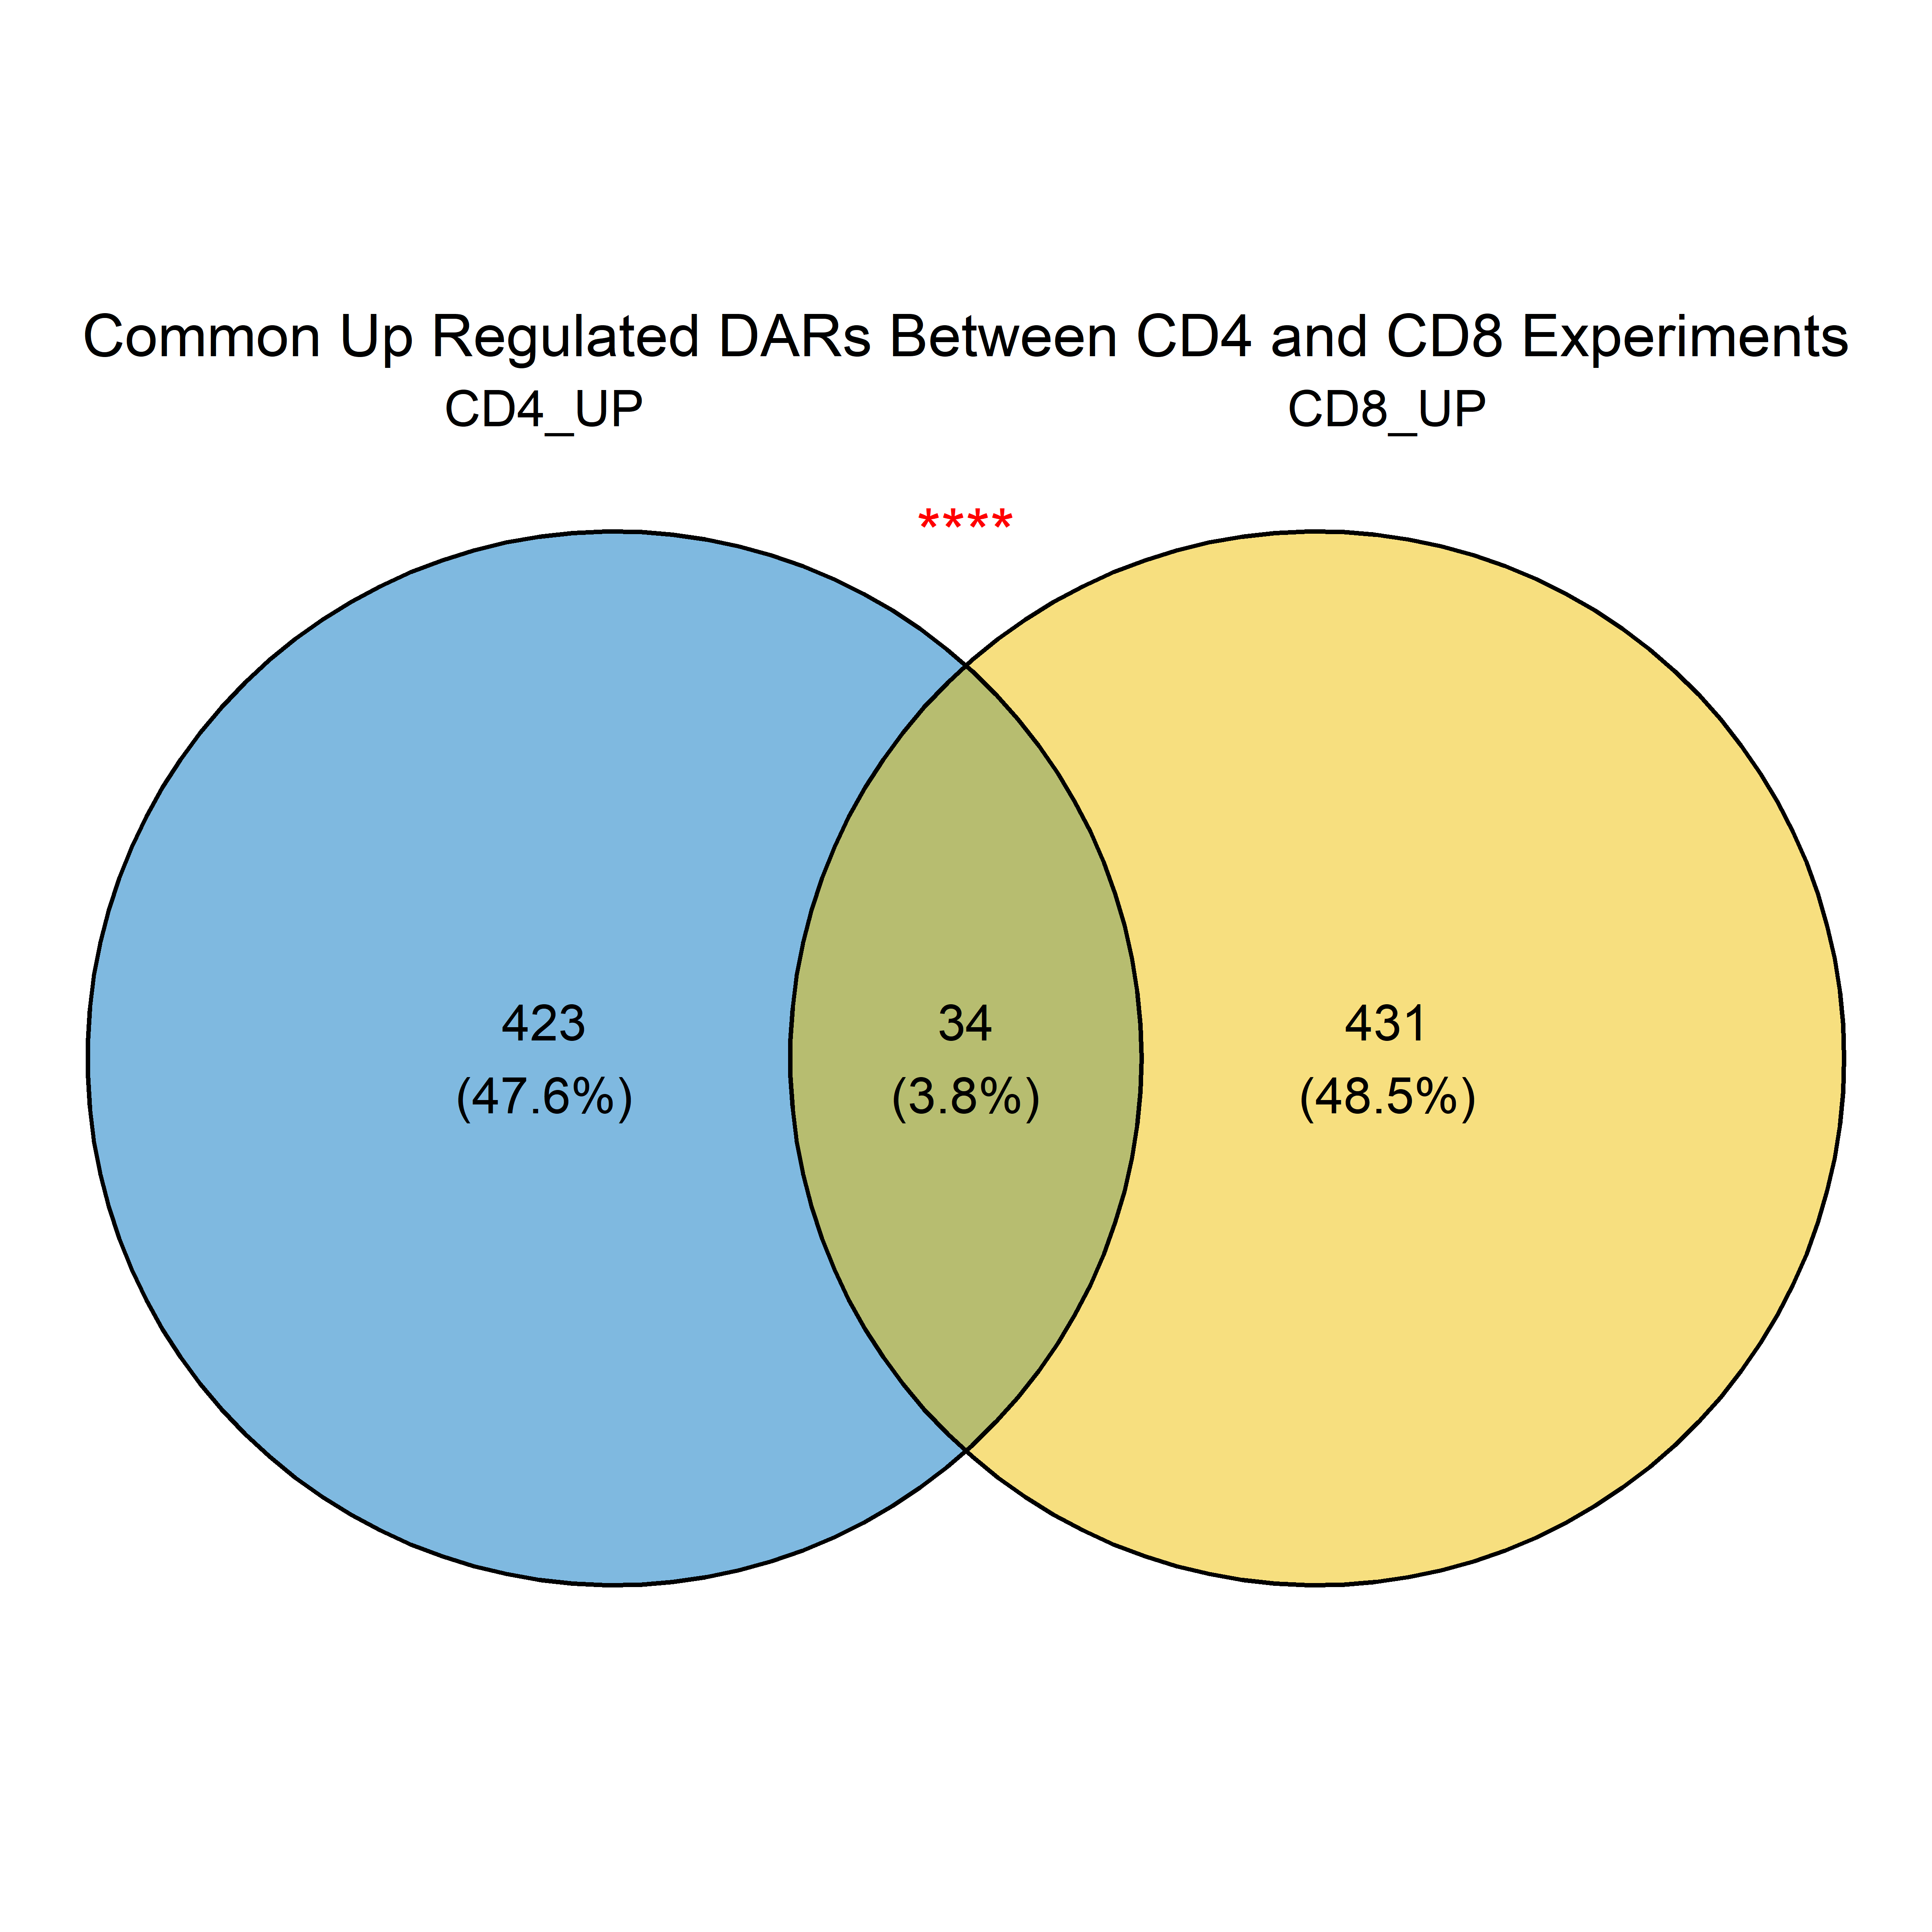 Common Up Regulated DARs Between CD4 and CD8 Experiments
CD4_UP CD8_UP
****
423 34 431
(47.6%) (3.8%) (48.5%)